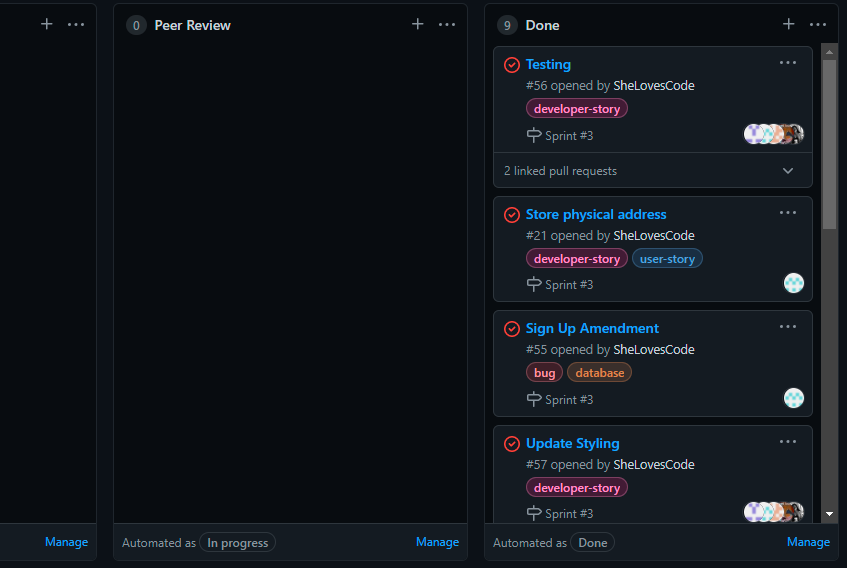 0 Peer Review
9 Done
Testing
#56 opened by SheLovesCode
developer-story
Sprint #3
2 linked pull requests
Store physical address
#21 opened by SheLovesCode
developer-story user-story
Sprint #3
Sign Up Amendment
#55 opened by SheLovesCode
bug database
Sprint #3
Update Styling
#57 opened by SheLovesCode
developer-story
Sprint #3
Manage
Automated as In progress Manage
Automated as Done Manage